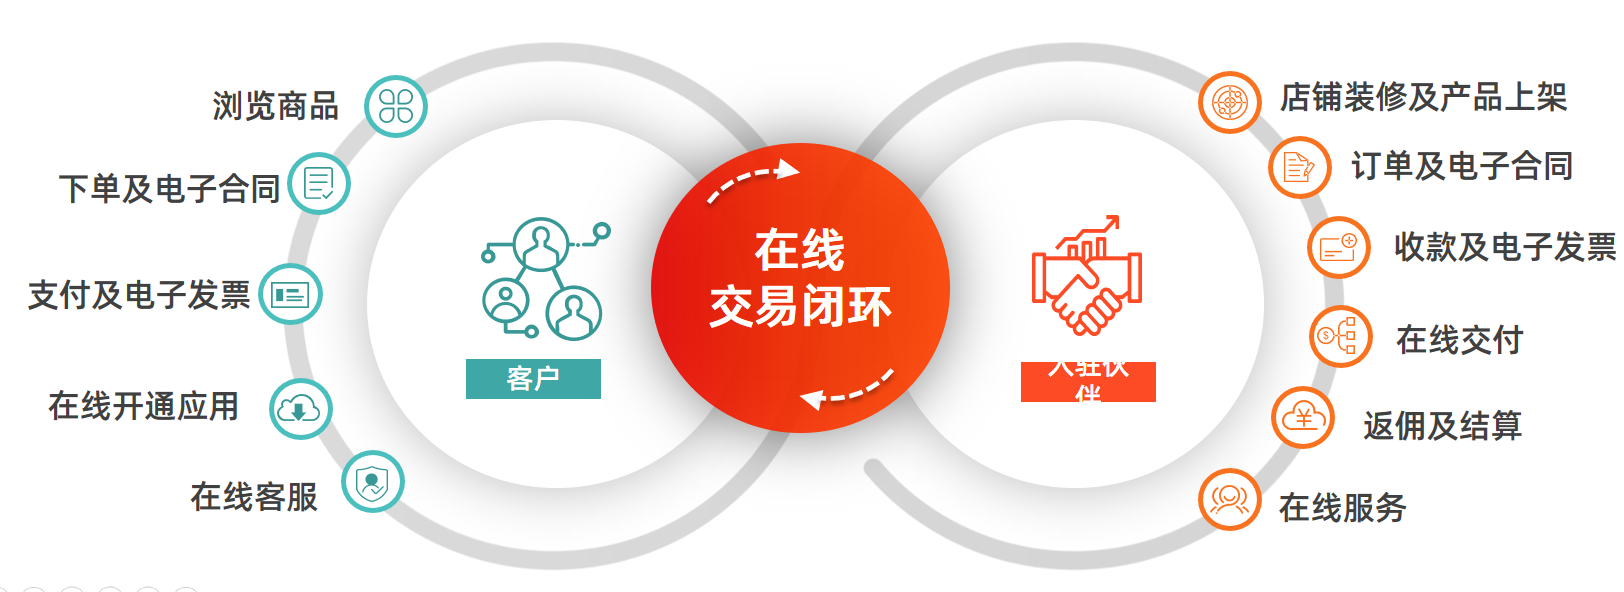 浏览商品
下单及电子合同
支付及电子发票
在线开通应用
在线客服
客户
在线
交易闭环
入驻伙
伴
店铺装修及产品上架
订单及电子合同
收款及电子发票
在线交付
返佣及结算
在线服务